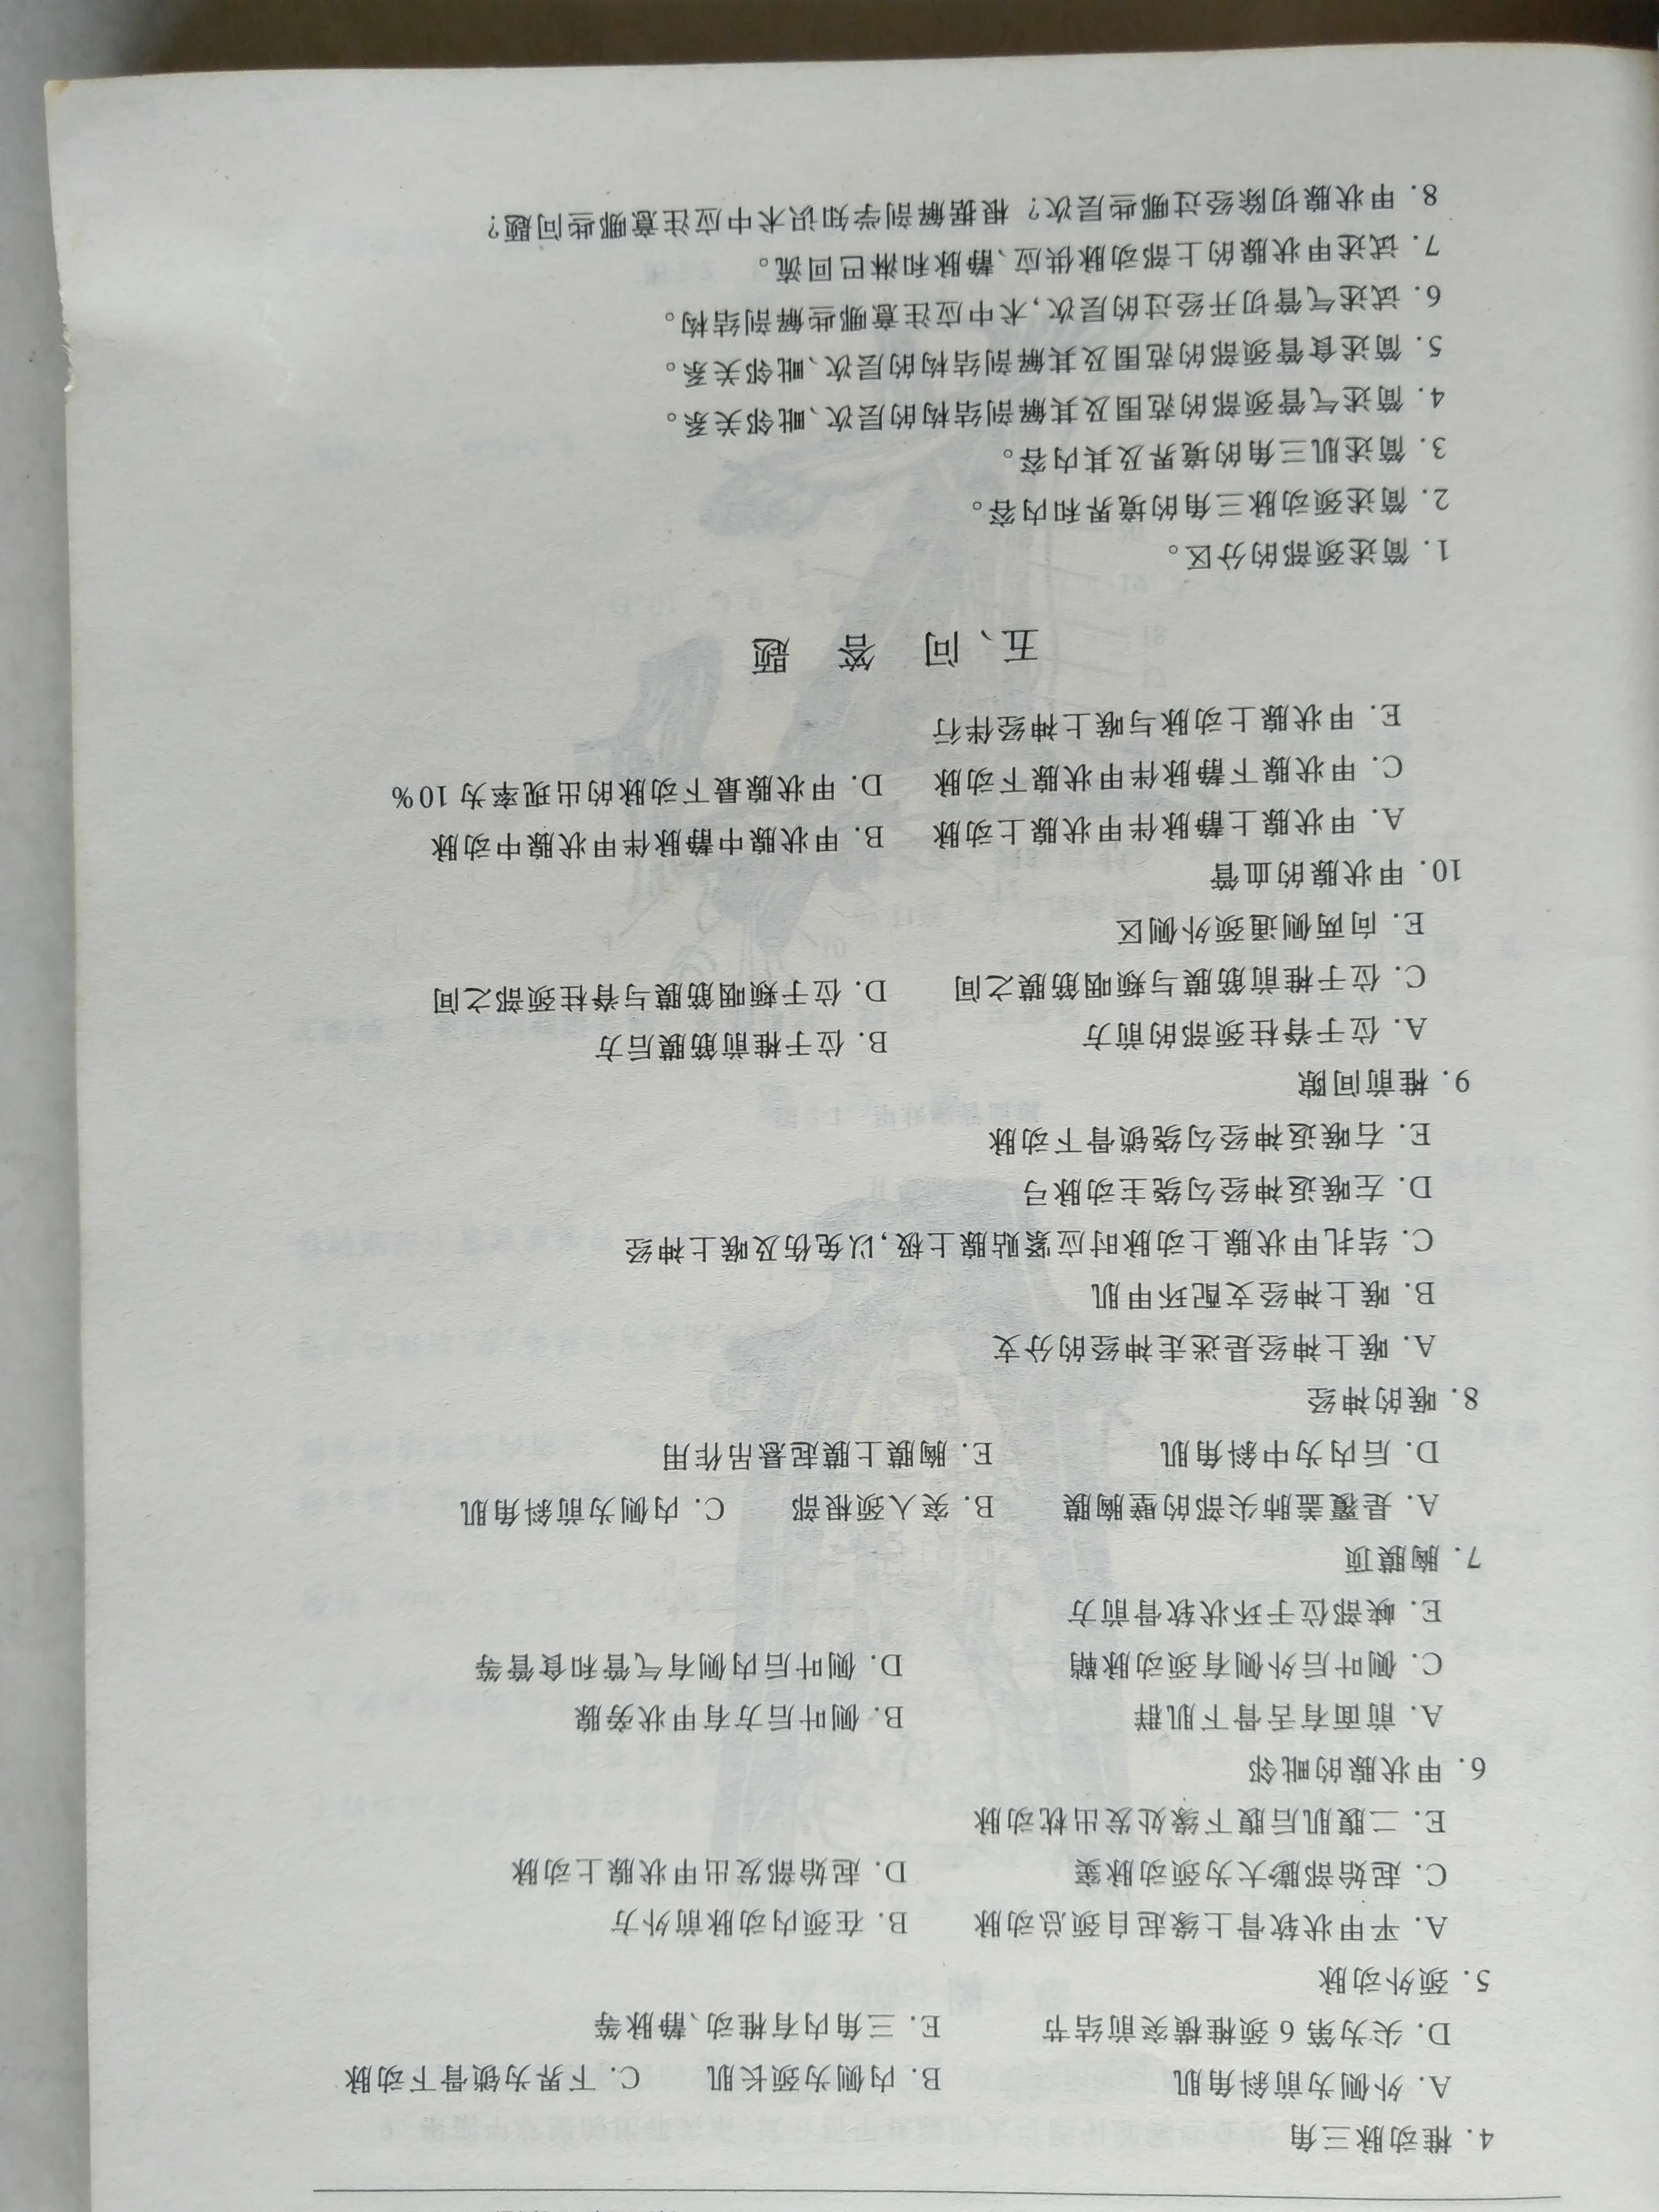 4. 椎动脉三角
A. 外侧为前斜角肌 B. 内侧为颈长肌 C. 下界为锁骨下动脉
D. 尖为第 6 颈椎横突前结节 E. 三角内有椎动、静脉等
5. 颈外动脉
A. 平甲状软骨上缘起自颈总动脉 B. 在颈内动脉前外方
C. 起始部膨大为颈动脉窦 D. 起始部发出甲状腺上动脉
E. 二腹肌后腹下缘处发出枕动脉
6. 甲状腺的毗邻
A. 前面有舌骨下肌群 B. 侧叶后方有甲状旁腺
C. 侧叶后外侧有颈动脉鞘 D. 侧叶后内侧有气管和食管等
E. 峡部位于环状软骨前方
7. 胸膜顶
A. 是覆盖肺尖部的壁胸膜 B. 突入颈根部 C. 内侧为前斜角肌
D. 后内为中斜角肌 E. 胸膜上膜起悬吊作用
8. 喉的神经
A. 喉上神经是迷走神经的分支
B. 喉上神经支配环甲肌
C. 结扎甲状腺上动脉时应紧贴腺上极,以免伤及喉上神经
D. 左喉返神经勾绕主动脉弓
E. 右喉返神经勾绕锁骨下动脉
9. 椎前间隙
A. 位于脊柱颈部的前方 B. 位于椎前筋膜后方
C. 位于椎前筋膜与颊咽筋膜之间 D. 位于颊咽筋膜与脊柱颈部之间
E. 向两侧通颈外侧区
10. 甲状腺的血管
A. 甲状腺上静脉伴甲状腺上动脉 B. 甲状腺中静脉伴甲状腺中动脉
C. 甲状腺下静脉伴甲状腺下动脉 D. 甲状腺最下动脉的出现率为 10%
E. 甲状腺上动脉与喉上神经伴行
五、问 答 题
1. 简述颈部的分区。
2. 简述颈动脉三角的境界和内容。
3. 简述肌三角的境界及其内容。
4. 简述气管颈部的范围及其解剖结构的层次、毗邻关系。
5. 简述食管颈部的范围及其解剖结构的层次、毗邻关系。
6. 试述气管切开经过的层次,术中应注意哪些解剖结构。
7. 试述甲状腺的上部动脉供应、静脉和淋巴回流。
8. 甲状腺切除经过哪些层次? 根据解剖学知识术中应注意哪些问题?